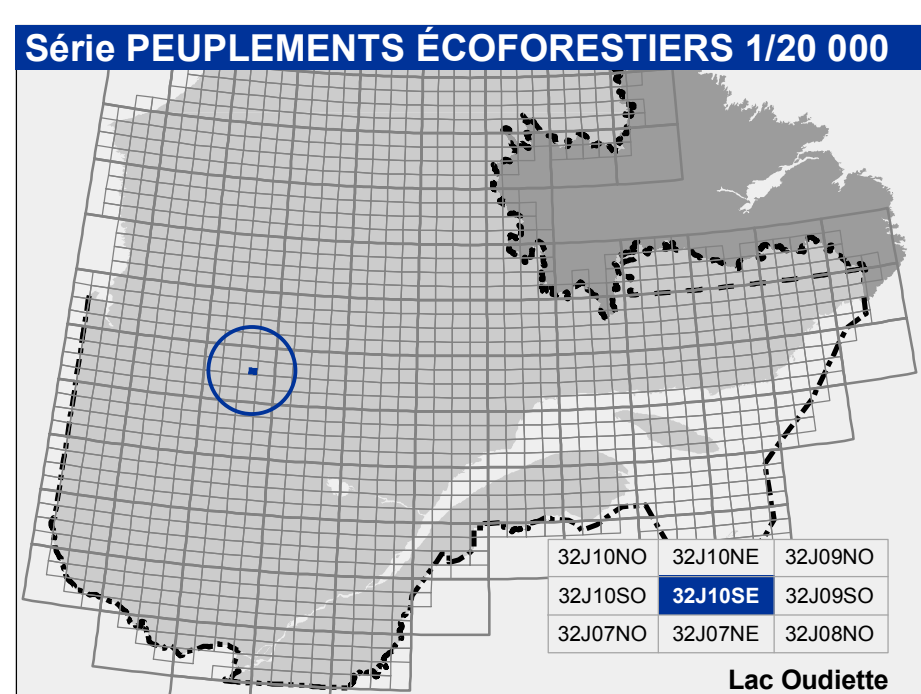 Série PEUPLEMENTS ÉCOFORESTIERS 1/20 000
32J10NO 32J10NE 32J09NO
32J10SO 32J10SE 32J09SO
32J07NO 32J07NE 32J08NO
Lac Oudiette